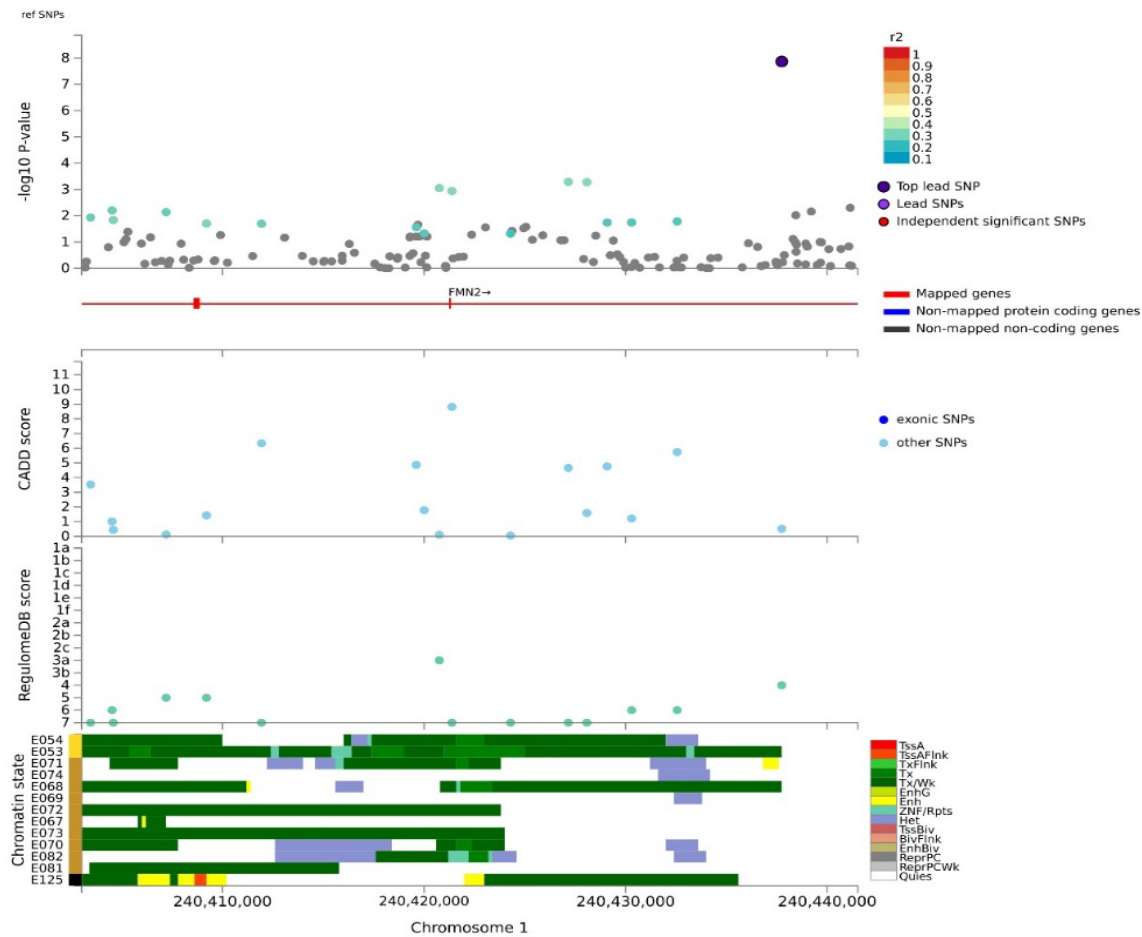 ref SNPs
-log10 P-value
8
7
6
5
4
3
2
1
0
r2
1
0.9
0.8
0.7
0.6
0.5
0.4
0.3
0.2
0.1
Top lead SNP
Lead SNPs
Independent significant SNPs
FMN2→
Mapped genes
Non-mapped protein coding genes
Non-mapped non-coding genes
CADD score
11
10
9
8
7
6
5
4
3
2
1
0
exonic SNPs
other SNPs
RegulomeDB score
1a
1b
1c
1d
1e
1f
2a
2b
2c
3a
3b
4
5
6
7
Chromatin state
E054
E053
E071
E074
E068
E069
E072
E067
E073
E070
E082
E081
E125
TssA
TssAFlnk
TxFlnk
Tx
Tx/Wk
EnhG
Enh
ZNF/Rpts
Het
TssBiv
BivFlnk
EnhBiv
ReprPC
ReprPCWk
Quies
240,410,000 240,420,000 240,430,000 240,440,000
Chromosome 1